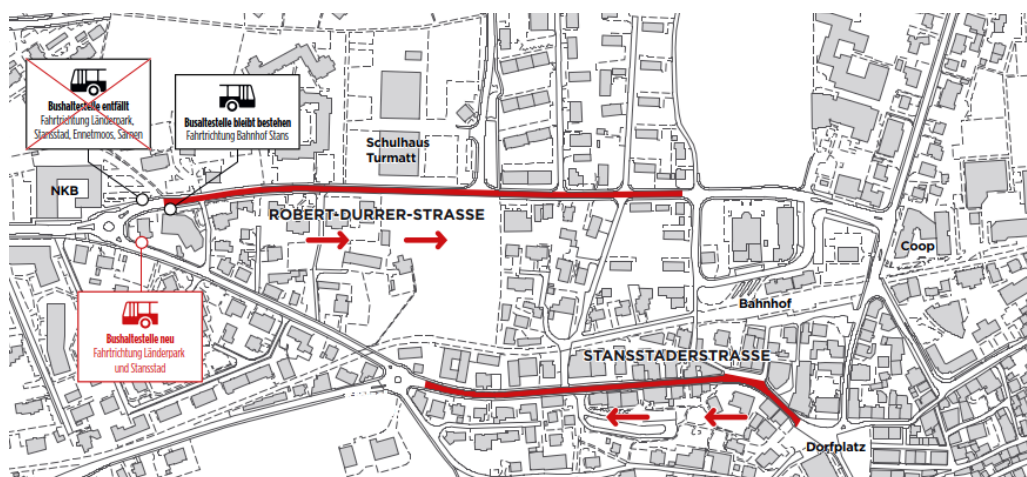 Bushaltestelle entfällt
Fahrtrichtung Länderpark,
Stansstad, Ennetmoos, Sarnen
Busaltestelle bleibt bestehen
Fahrtrichtung Bahnhof Stans
Schulhaus
Turmatt
NKB
ROBERT-DURRER-STRASSE
Coop
Bahnhof
Bushaltestelle neu
Fahrtrichtung Länderpark
und Stansstad
STANSSTADERSTRASSE
Dorfplatz